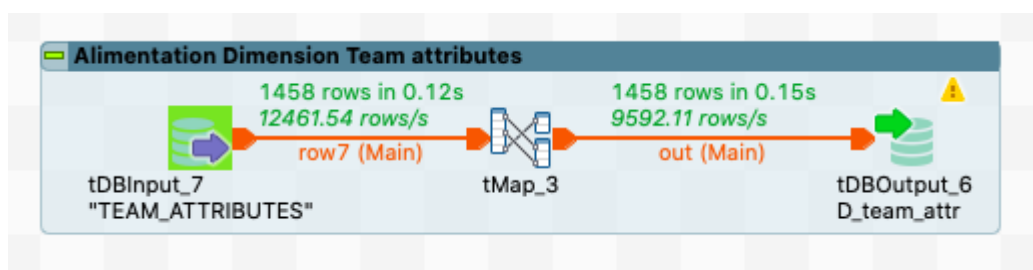 Alimentation Dimension Team attributes
1458 rows in 0.12s
12461.54 rows/s
row7 (Main)
1458 rows in 0.15s
9592.11 rows/s
out (Main)
tDBInput_7
"TEAM_ATTRIBUTES"
tMap_3
tDBOutput_6
D_team_attr